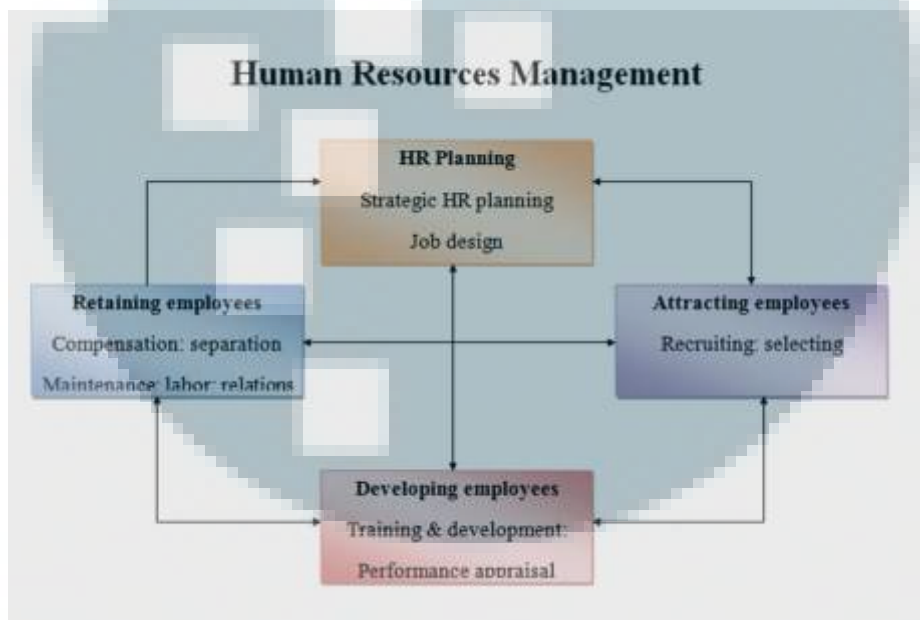 Human Resources Management
HR Planning
Strategic HR planning
Job design
Retaining employees
Compensation: separation
Maintenance: labor: relations
Attracting employees
Recruiting: selecting
Developing employees
Training & development:
Performance appraisal